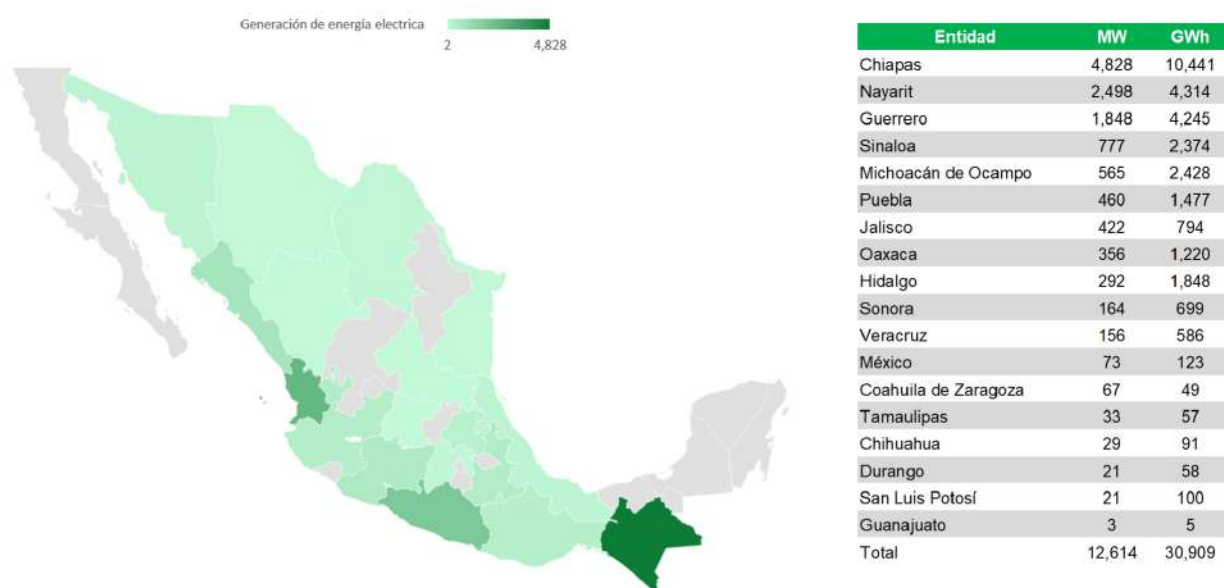 Generación de energía electrica
2 4,828
Entidad MW GWh
Chiapas 4,828 10,441
Nayarit 2,498 4,314
Guerrero 1,848 4,245
Sinaloa 777 2,374
Michoacán de Ocampo 565 2,428
Puebla 460 1,477
Jalisco 422 794
Oaxaca 356 1,220
Hidalgo 292 1,848
Sonora 164 699
Veracruz 156 586
México 73 123
Coahuila de Zaragoza 67 49
Tamaulipas 33 57
Chihuahua 29 91
Durango 21 58
San Luis Potosí 21 100
Guanajuato 3 5
Total 12,614 30,909